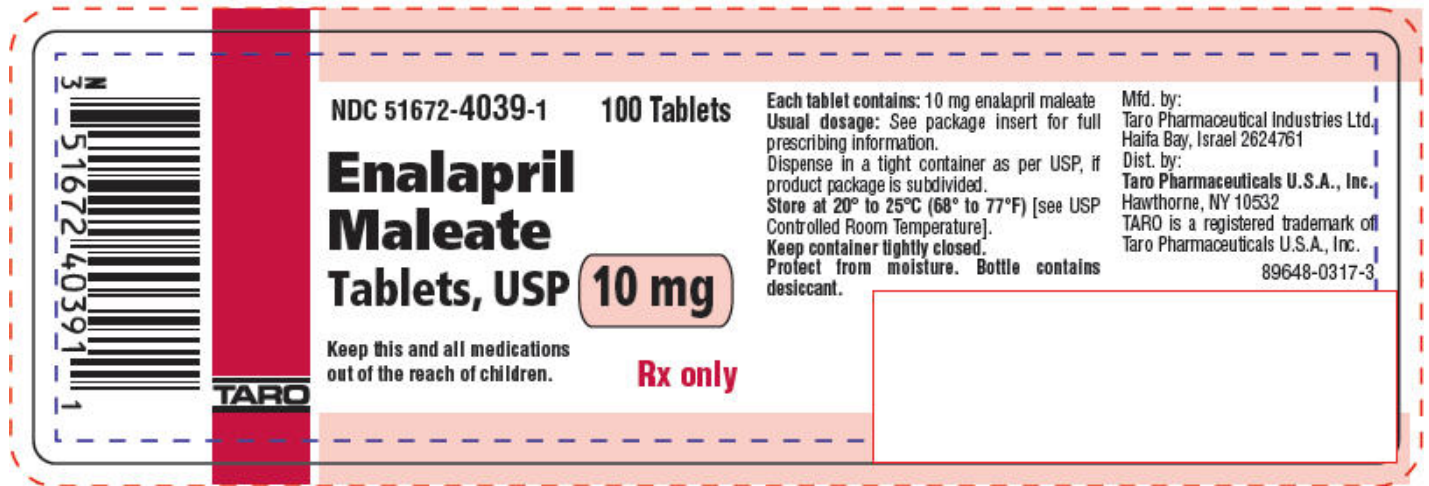 N
3 51672 40391 1
TARO
NDC 51672-4039-1 100 Tablets
Enalapril
Maleate
Tablets, USP 10 mg
Keep this and all medications
out of the reach of children.
Rx only
Each tablet contains: 10 mg enalapril maleate
Usual dosage: See package insert for full
prescribing information.
Dispense in a tight container as per USP, if
product package is subdivided.
Store at 20° to 25°C (68° to 77°F) [see USP
Controlled Room Temperature].
Keep container tightly closed.
Protect from moisture. Bottle contains
desiccant.
Mfd. by:
Taro Pharmaceutical Industries Ltd.
Haifa Bay, Israel 2624761
Dist. by:
Taro Pharmaceuticals U.S.A., Inc.
Hawthorne, NY 10532
TARO is a registered trademark of
Taro Pharmaceuticals U.S.A., Inc.
89648-0317-3